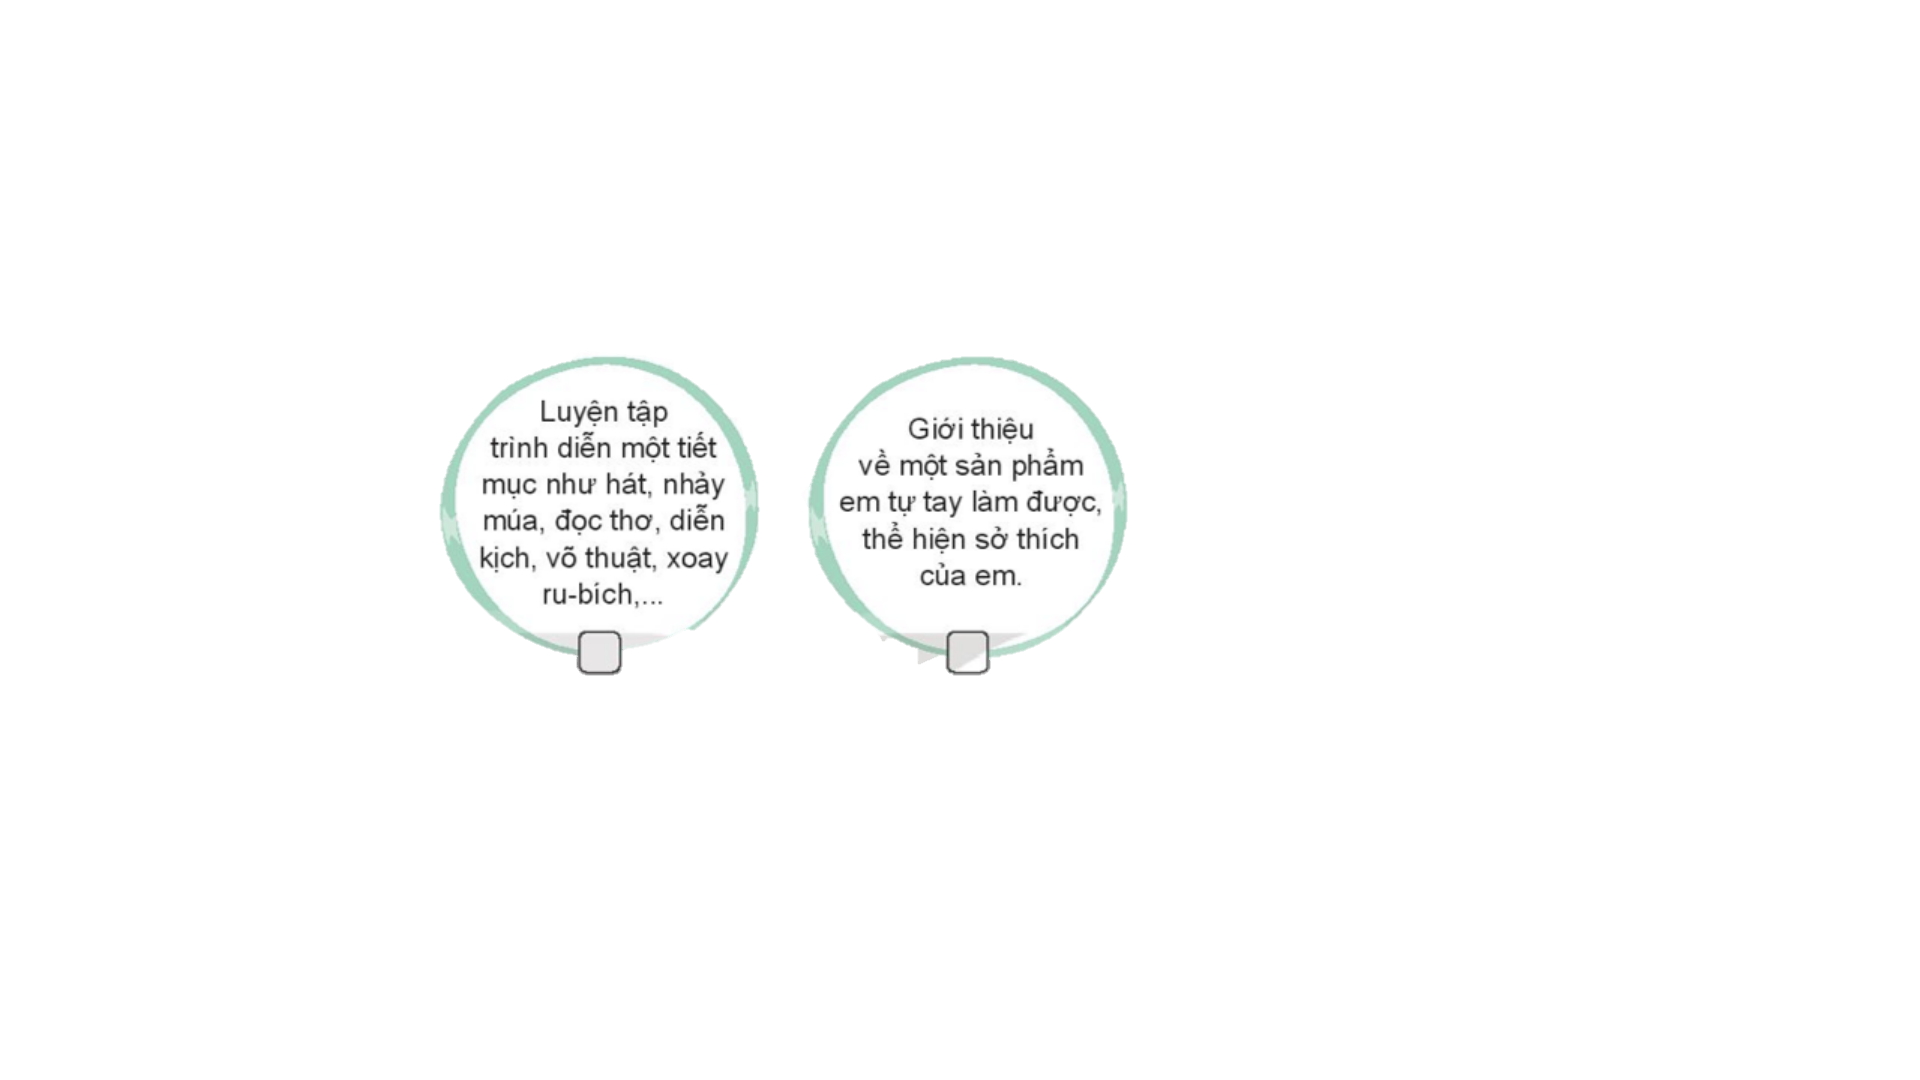 Luyện tập
trình diễn một tiết
mục như hát, nhảy
múa, đọc thơ, diễn
kịch, võ thuật, xoay
ru-bích,...
Giới thiệu
về một sản phẩm
em tự tay làm được,
thể hiện sở thích
của em.